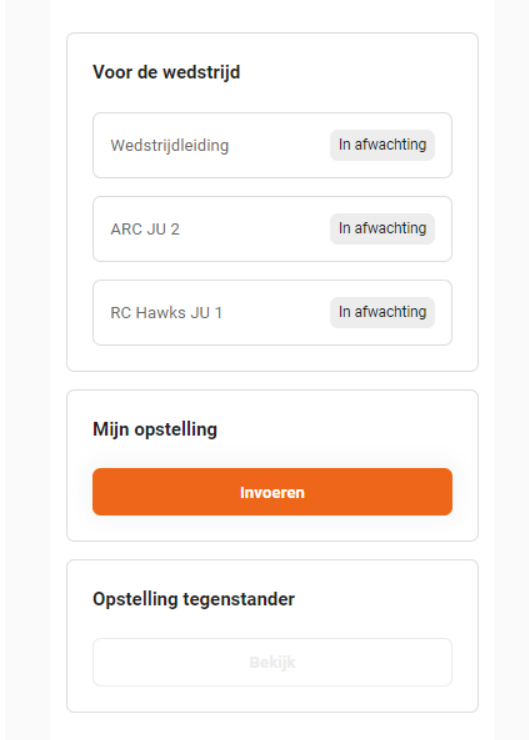 Voor de wedstrijd
Wedstrijdleiding In afwachting
ARC JU 2 In afwachting
RC Hawks JU 1 In afwachting
Mijn opstelling
Invoeren
Opstelling tegenstander
Bekijk